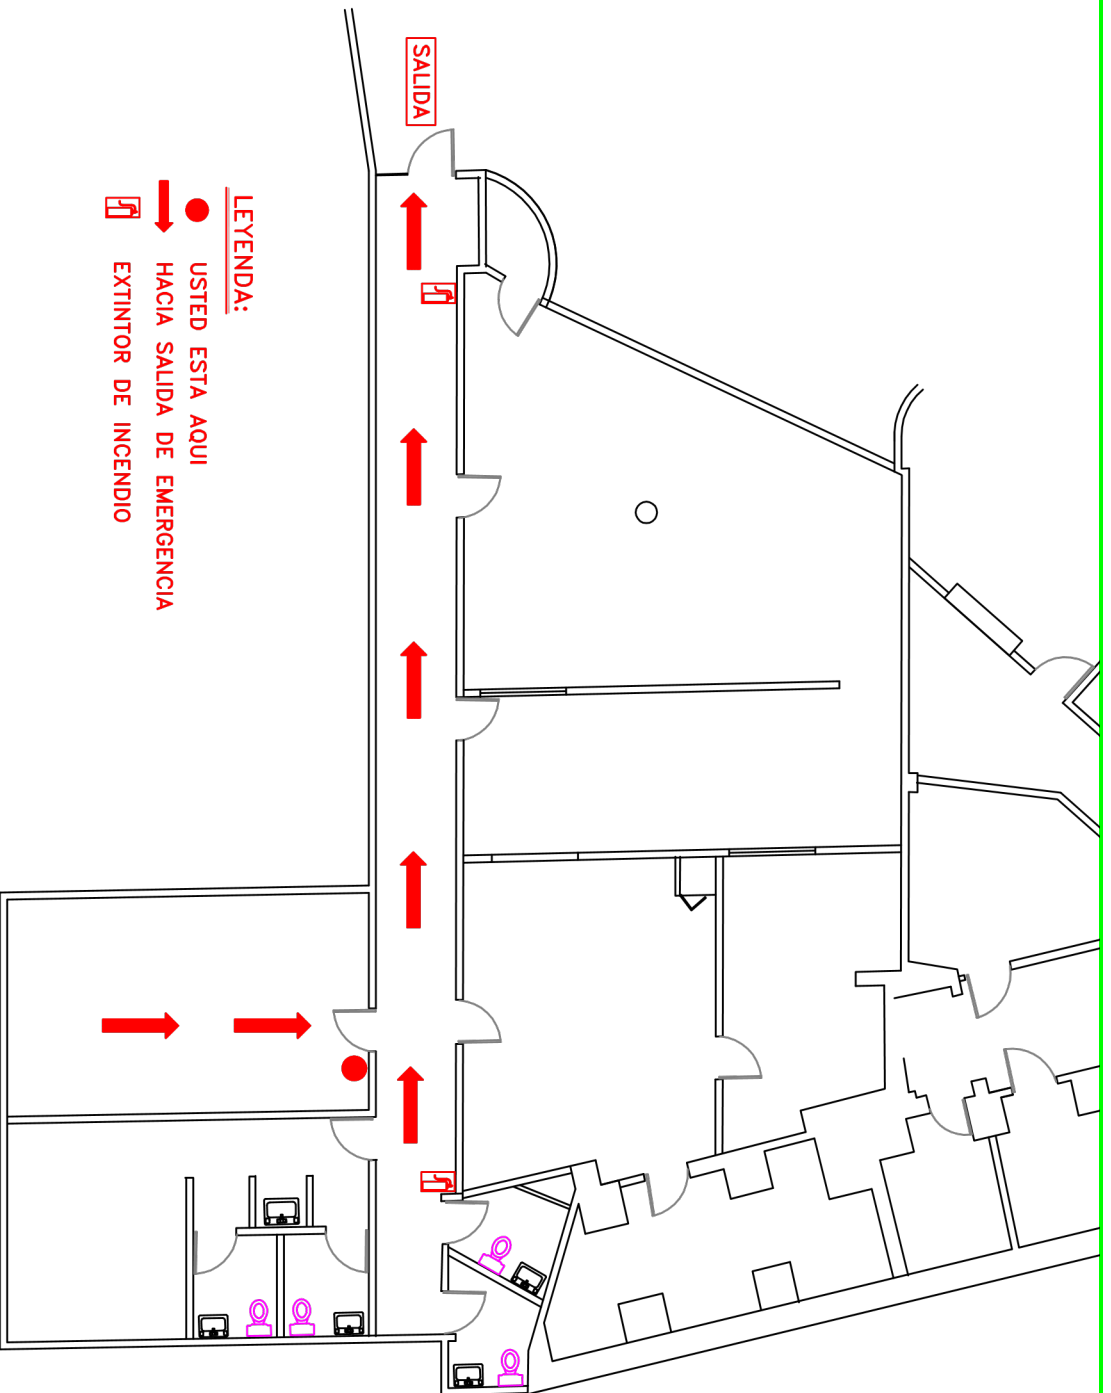 SALIDA
LEYENDA:
USTED ESTA AQUI
HACIA SALIDA DE EMERGENCIA
EXTINTOR DE INCENDIO